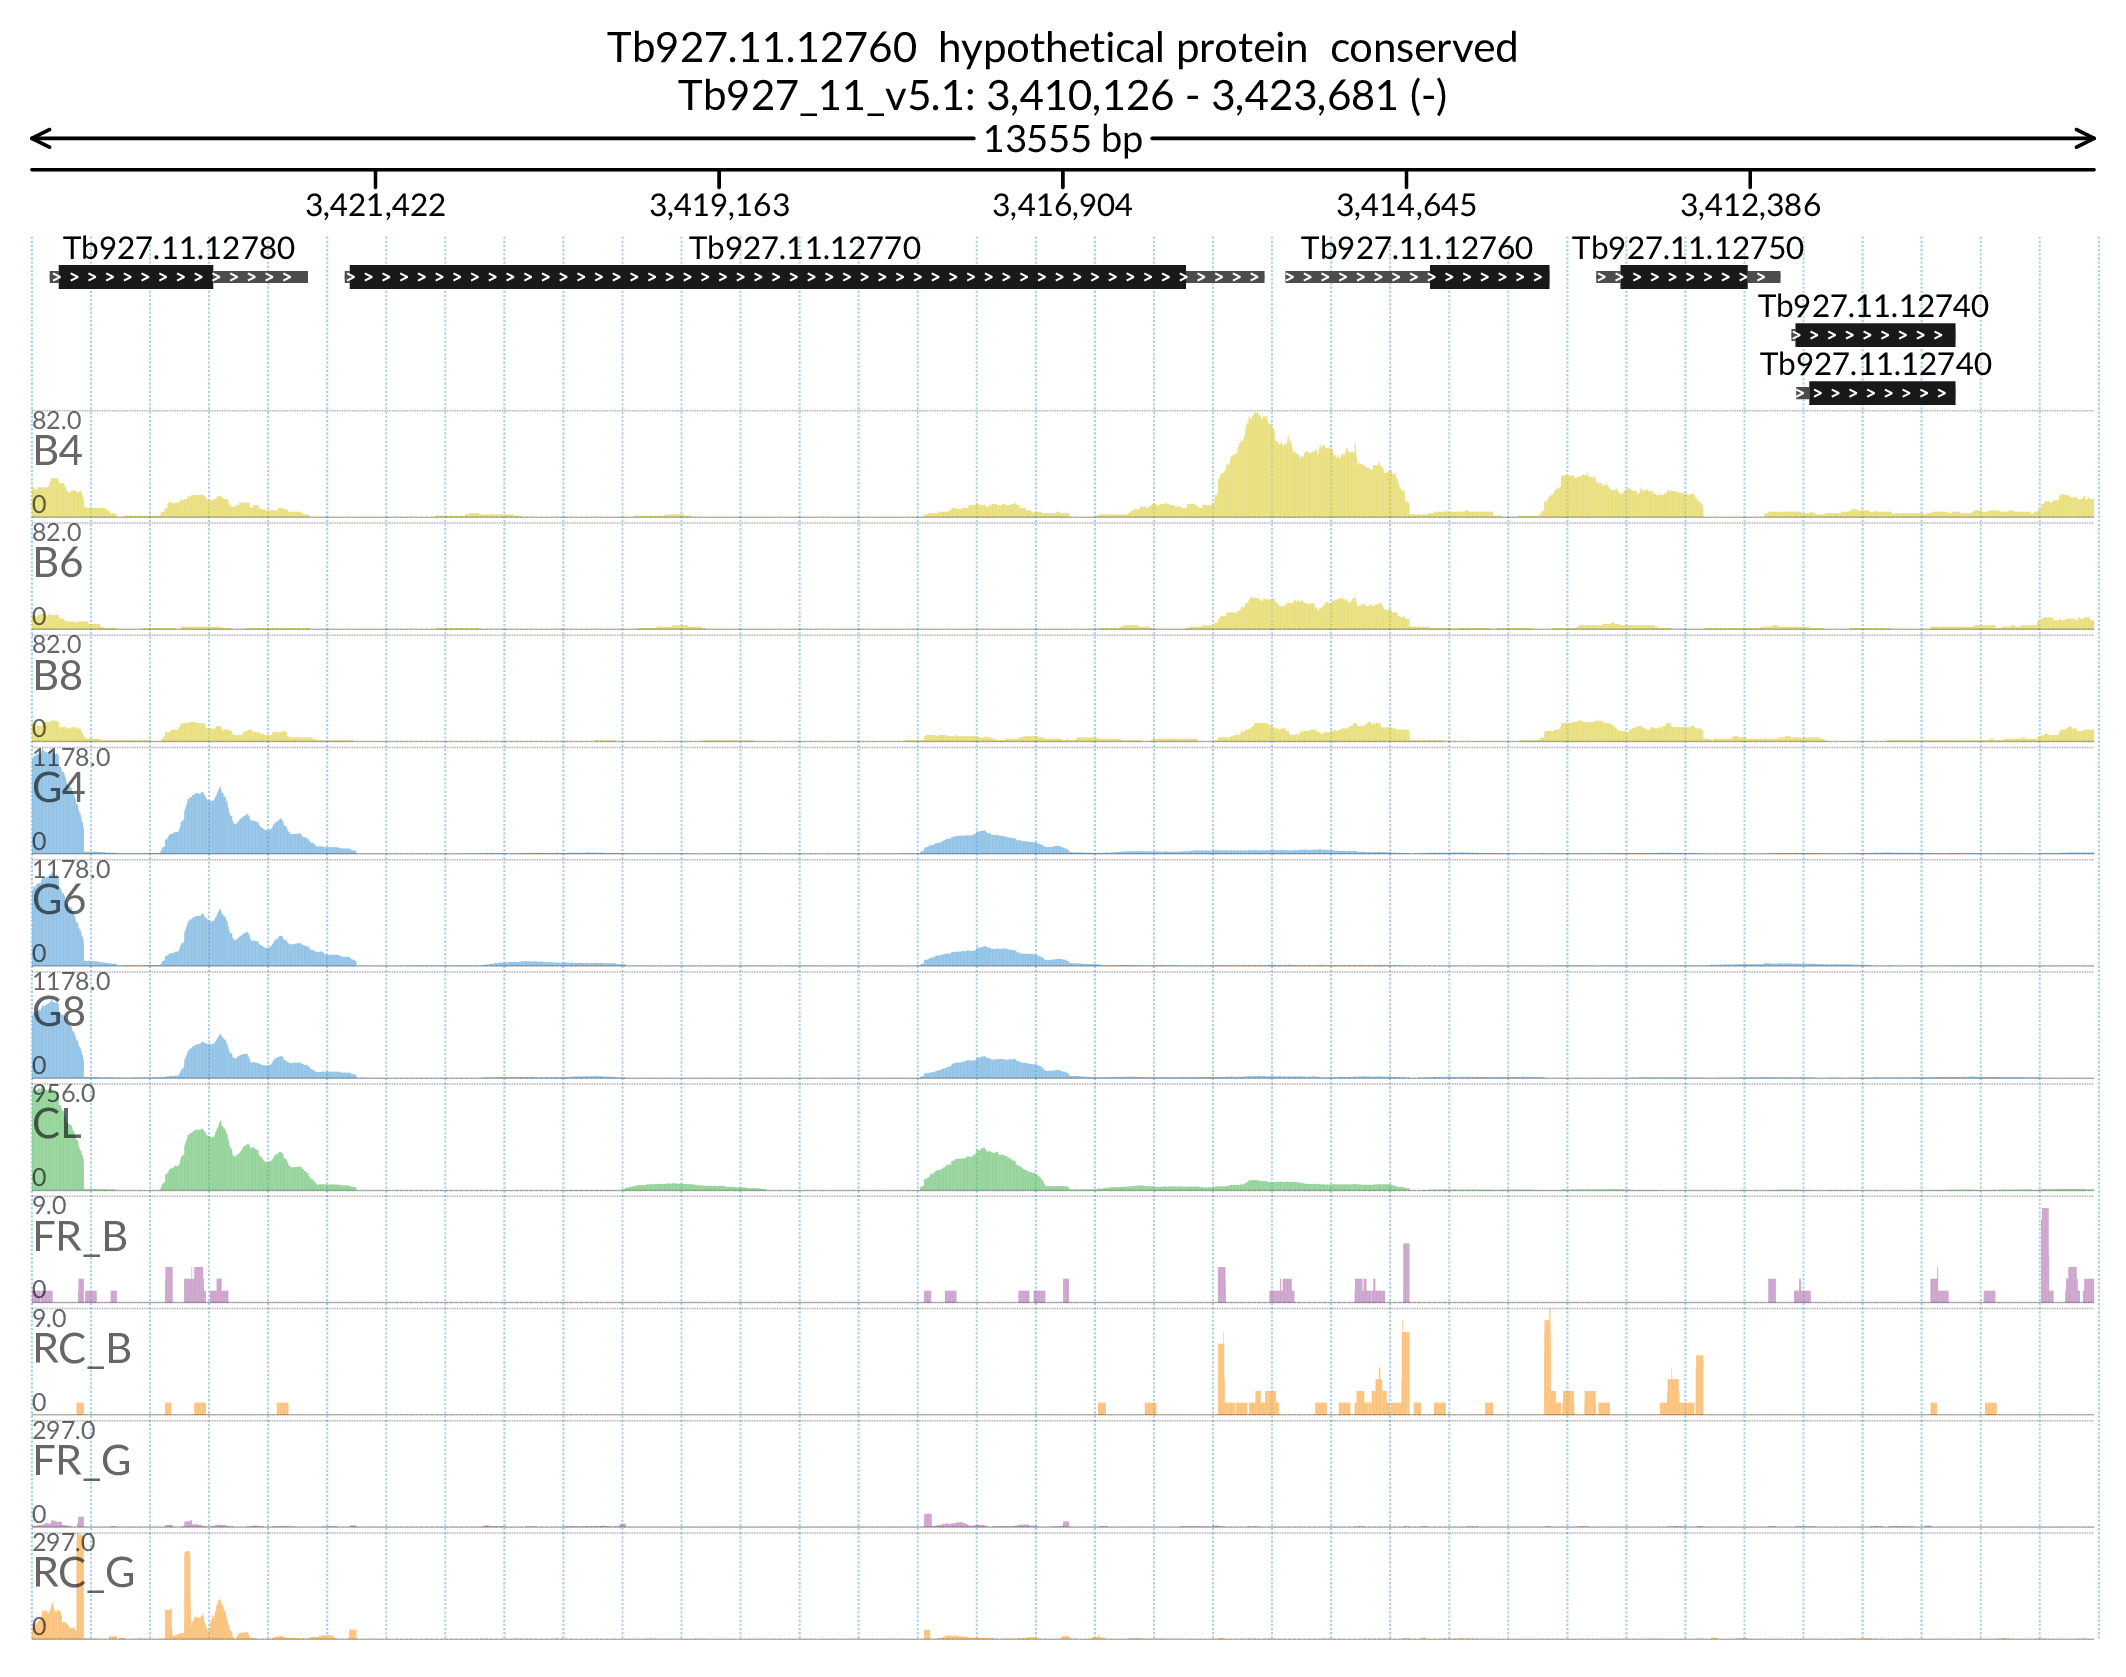 Tb927.11.12760 hypothetical protein conserved
Tb927_11_v5.1: 3,410,126 - 3,423,681 (-)
13555 bp
3,421,422 3,419,163 3,416,904 3,414,645 3,412,386
Tb927.11.12780 Tb927.11.12770 Tb927.11.12760 Tb927.11.12750
Tb927.11.12740
Tb927.11.12740
82.0
B4
0
82.0
B6
0
82.0
B8
0
1178.0
G4
0
1178.0
G6
0
1178.0
G8
0
956.0
CL
0
9.0
FR_B
0
9.0
RC_B
0
297.0
FR_G
0
297.0
RC_G
0